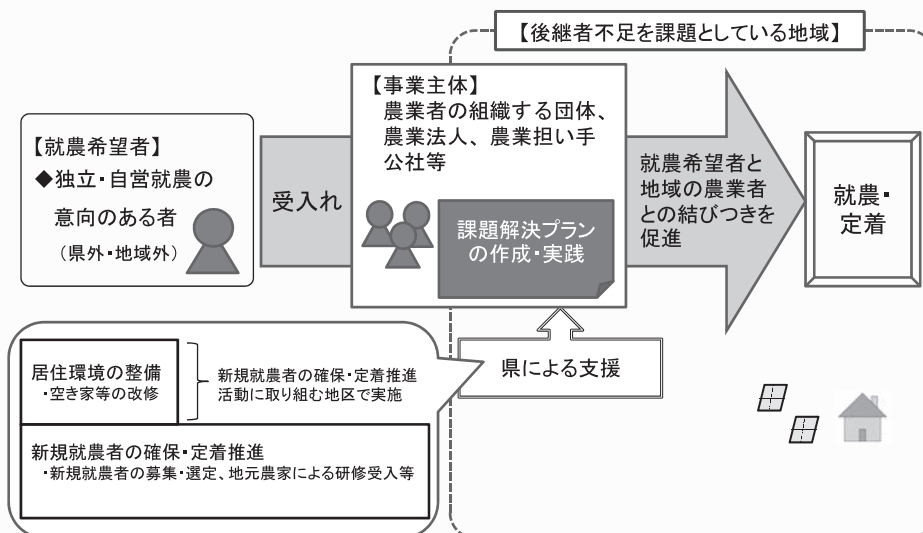 【後継者不足を課題としている地域】
【就農希望者】
◆独立・自営就農の
意向のある者
（県外・地域外）
受入れ
【事業主体】
農業者の組織する団体、
農業法人、農業担い手
公社等
課題解決プラン
の作成・実践
就農希望者と
地域の農業者
との結びつきを
促進
就農・
定着
県による支援
居住環境の整備
・空き家等の改修
新規就農者の確保・定着推進
活動に取り組む地区で実施
新規就農者の確保・定着推進
・新規就農者の募集・選定、地元農家による研修受入等